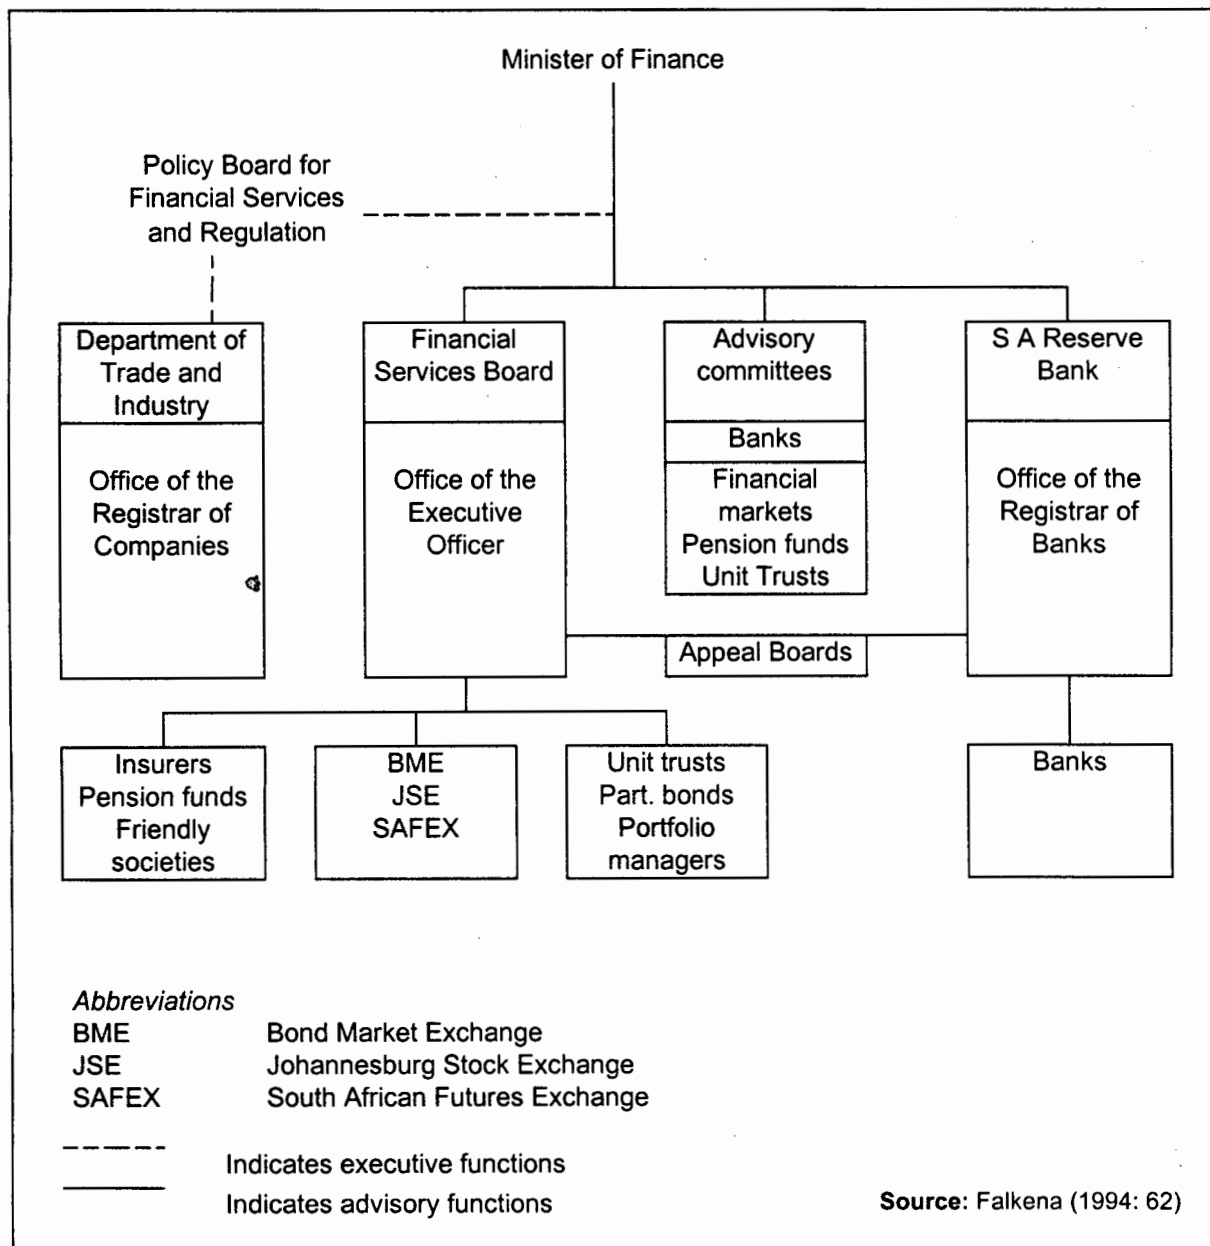 Minister of Finance
Policy Board for
Financial Services
and Regulation
Department of
Trade and
Industry
Office of the
Registrar of
Companies
Financial
Services Board
Office of the
Executive
Officer
Advisory
committees
Banks
Financial
markets
Pension funds
Unit Trusts
S A Reserve
Bank
Office of the
Registrar of
Banks
Appeal Boards
Insurers
Pension funds
Friendly
societies
BME
JSE
SAFEX
Unit trusts
Part. bonds
Portfolio
managers
Banks
Abbreviations
BME Bond Market Exchange
JSE Johannesburg Stock Exchange
SAFEX South African Futures Exchange
Indicates executive functions
Indicates advisory functions
Source: Falkena (1994: 62)